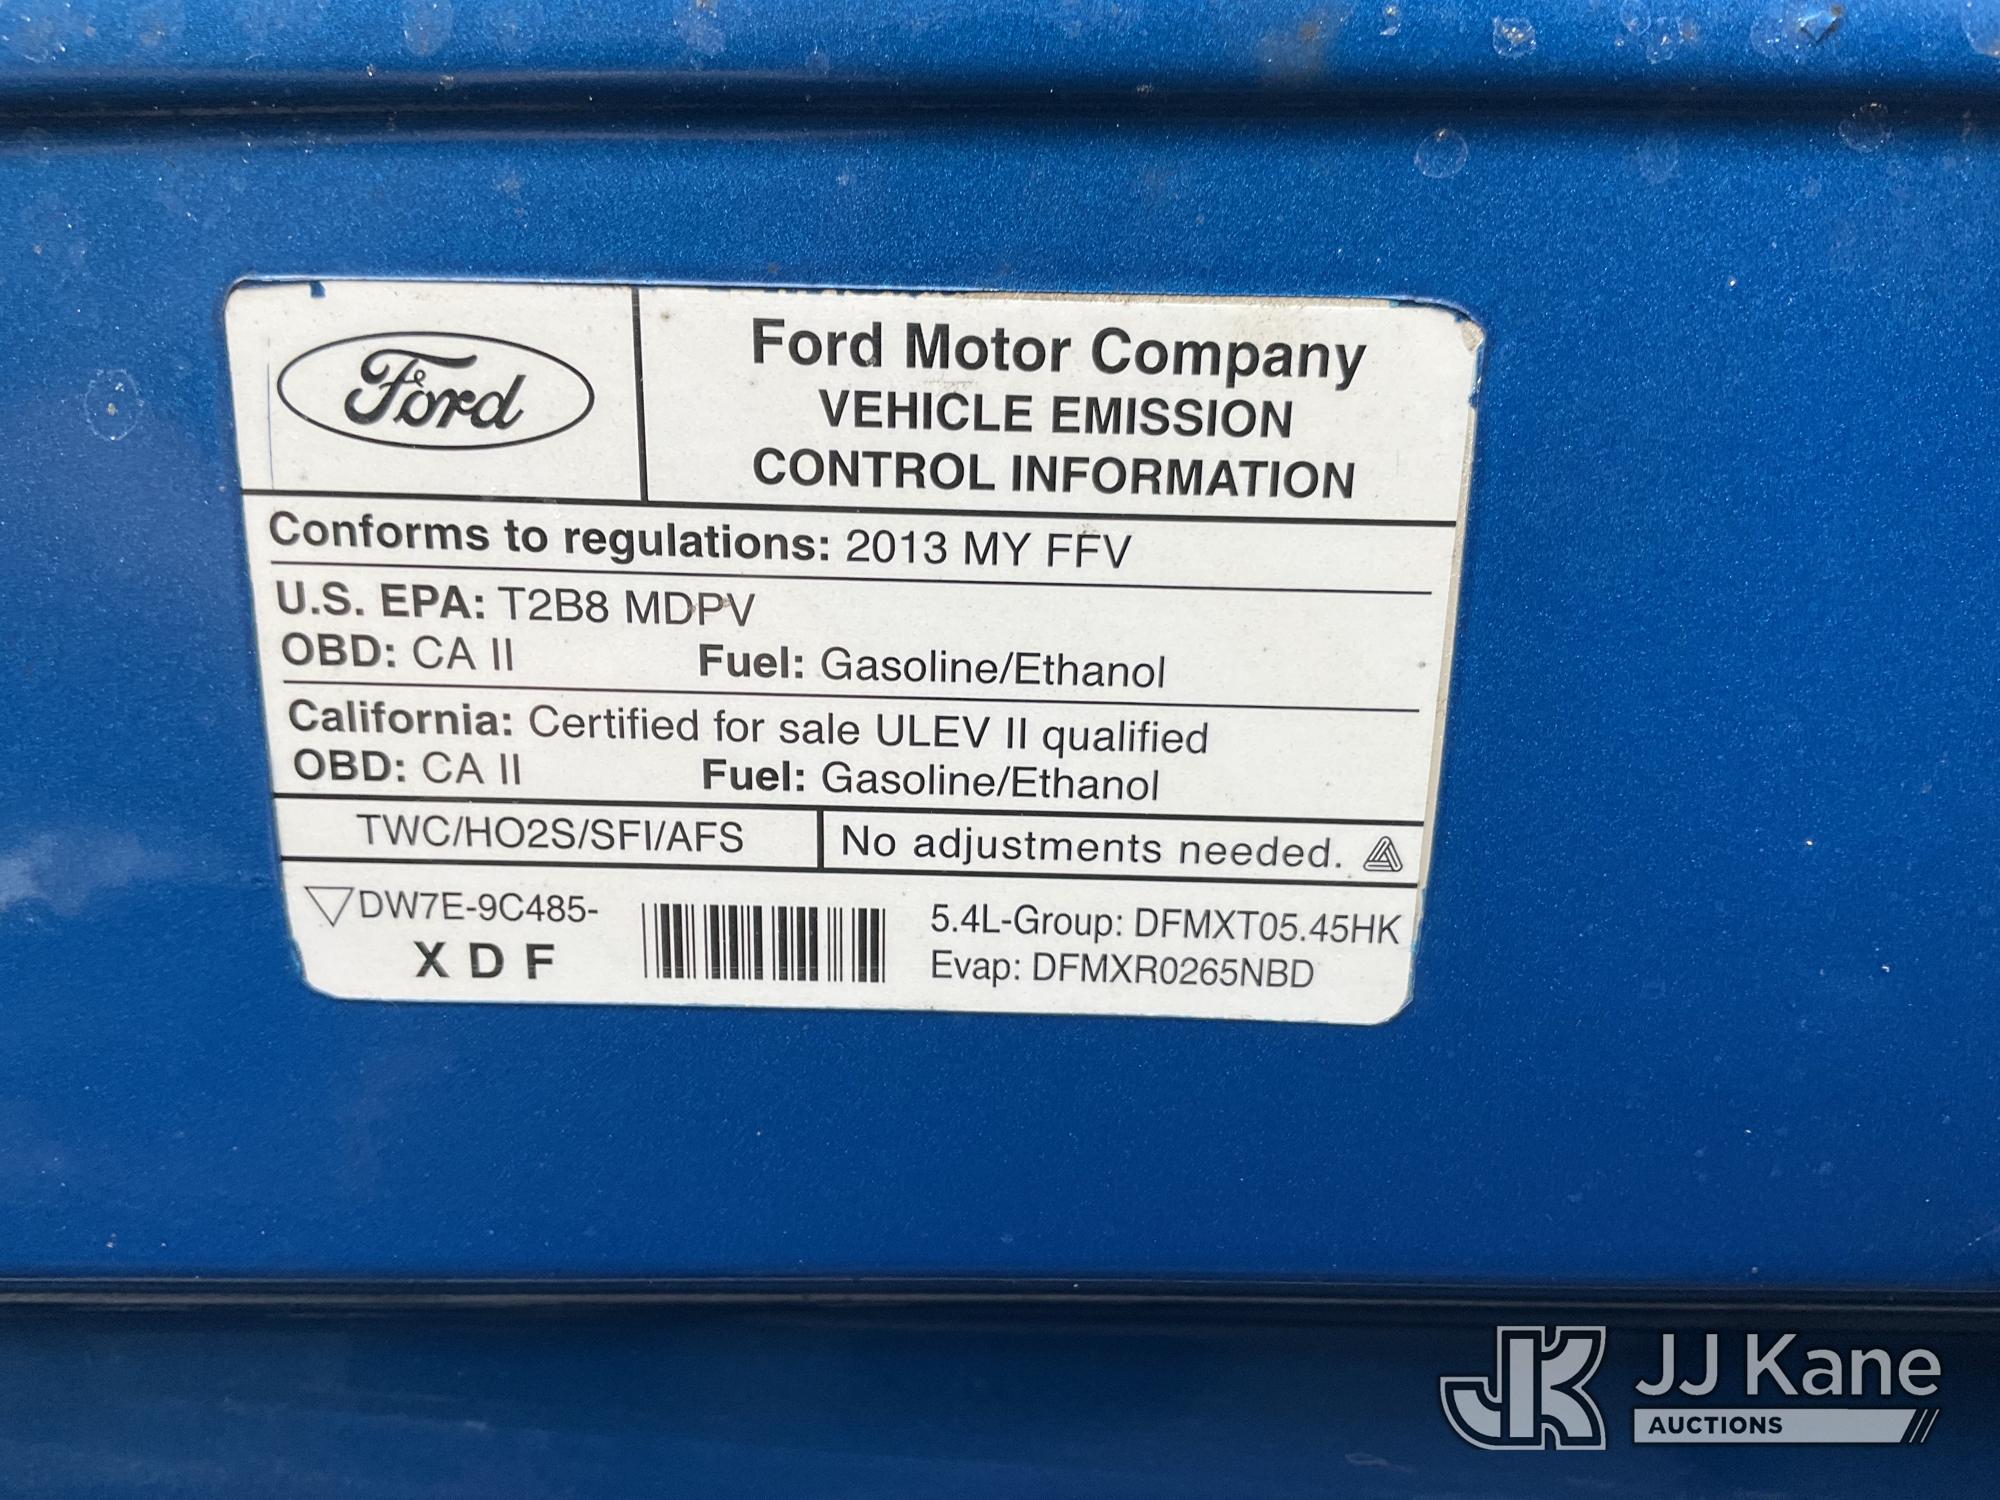 Ford
Ford Motor Company
VEHICLE EMISSION
CONTROL INFORMATION
Conforms to regulations: 2013 MY FFV
U.S. EPA: T2B8 MDPV
OBD: CA II Fuel: Gasoline/Ethanol
California: Certified for sale ULEV II qualified
OBD: CA II Fuel: Gasoline/Ethanol
TWC/HO2S/SFI/AFS
No adjustments needed.
DW7E-9C485-
X D F
5.4L-Group: DFMXT05.45HK
Evap: DFMXR0265NBD
JK
JJ Kane
AUCTIONS